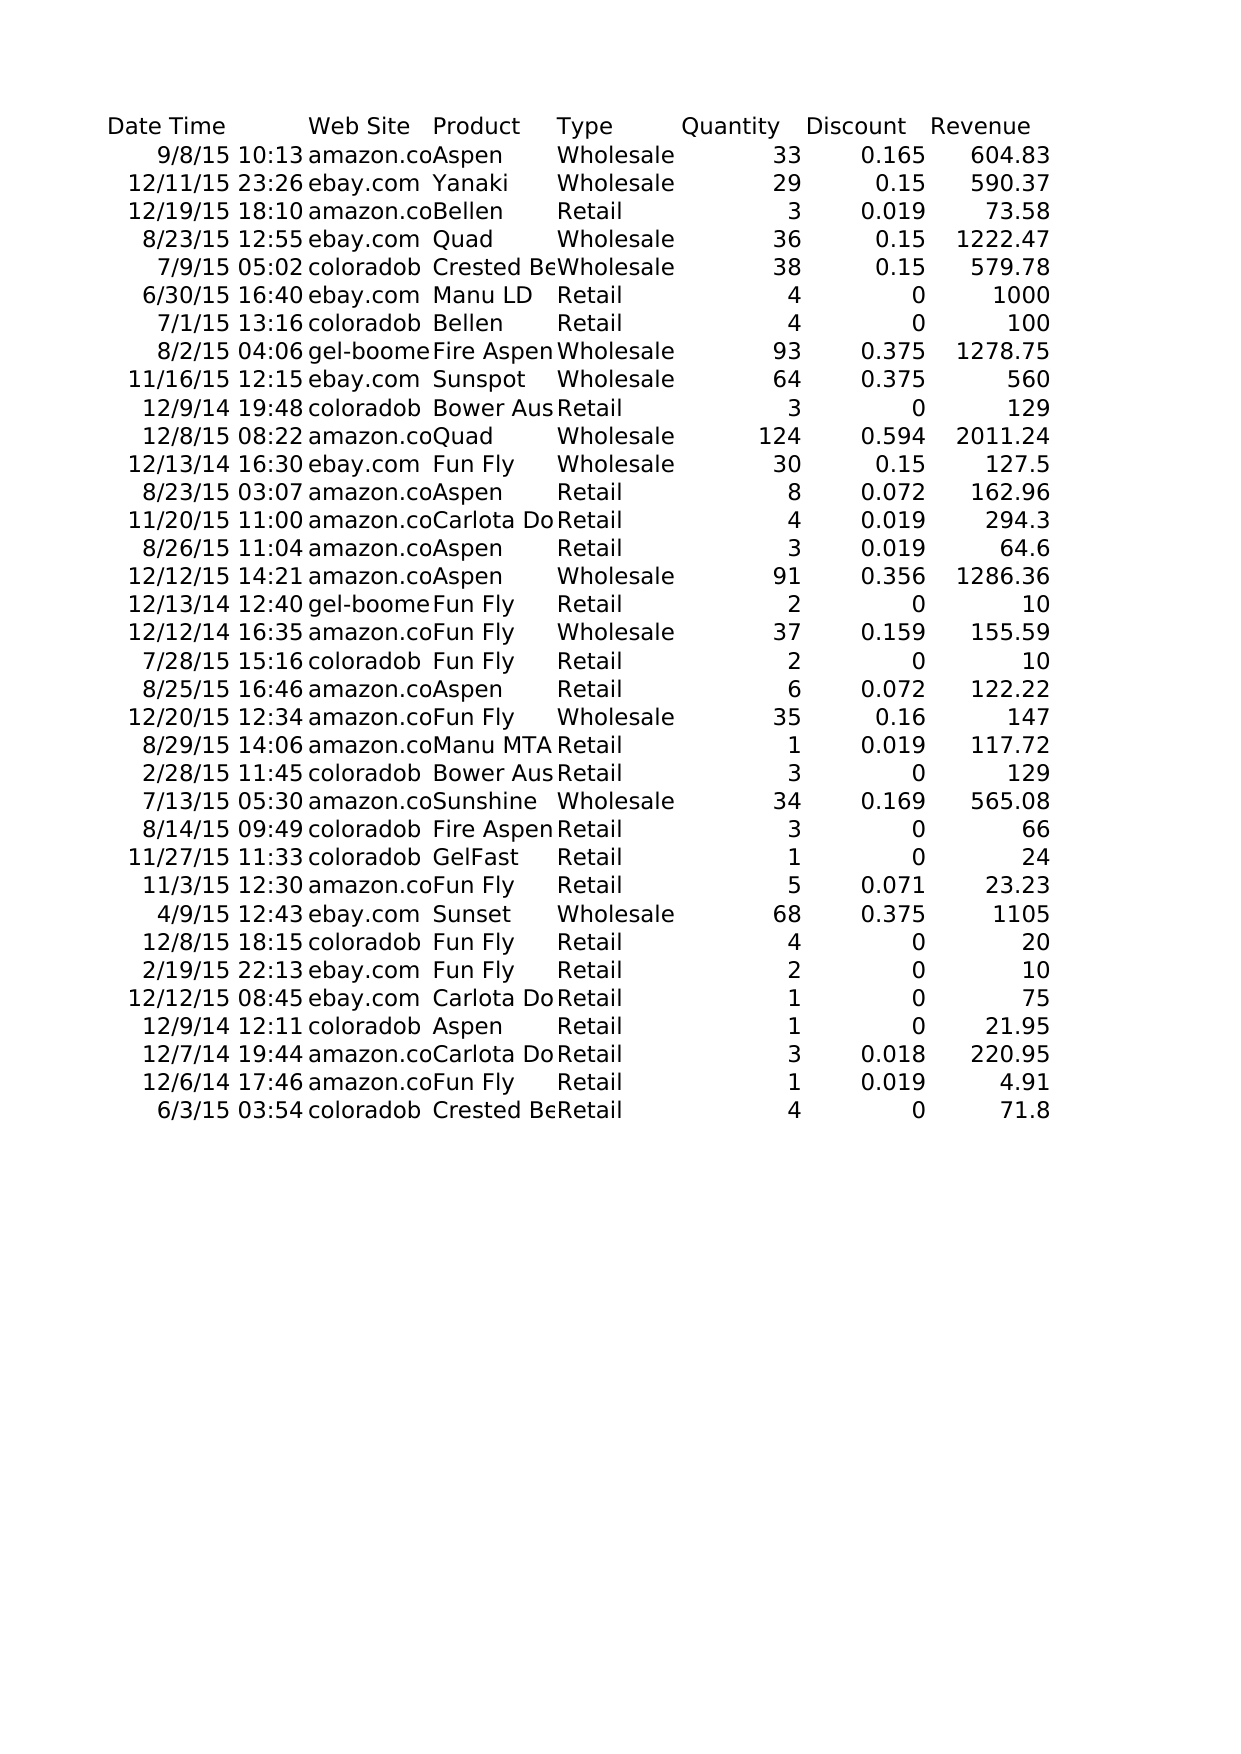 Date Time Web Site Product Type Quantity Discount Revenue
9/8/15 10:13 amazon.co Aspen Wholesale 33 0.165 604.83
12/11/15 23:26 ebay.com Yanaki Wholesale 29 0.15 590.37
12/19/15 18:10 amazon.co Bellen Retail 3 0.019 73.58
8/23/15 12:55 ebay.com Quad Wholesale 36 0.15 1222.47
7/9/15 05:02 coloradob Crested Be Wholesale 38 0.15 579.78
6/30/15 16:40 ebay.com Manu LD Retail 4 0 1000
7/1/15 13:16 coloradob Bellen Retail 4 0 100
8/2/15 04:06 gel-boome Fire Aspen Wholesale 93 0.375 1278.75
11/16/15 12:15 ebay.com Sunspot Wholesale 64 0.375 560
12/9/14 19:48 coloradob Bower Aus Retail 3 0 129
12/8/15 08:22 amazon.co Quad Wholesale 124 0.594 2011.24
12/13/14 16:30 ebay.com Fun Fly Wholesale 30 0.15 127.5
8/23/15 03:07 amazon.co Aspen Retail 8 0.072 162.96
11/20/15 11:00 amazon.co Carlota Do Retail 4 0.019 294.3
8/26/15 11:04 amazon.co Aspen Retail 3 0.019 64.6
12/12/15 14:21 amazon.co Aspen Wholesale 91 0.356 1286.36
12/13/14 12:40 gel-boome Fun Fly Retail 2 0 10
12/12/14 16:35 amazon.co Fun Fly Wholesale 37 0.159 155.59
7/28/15 15:16 coloradob Fun Fly Retail 2 0 10
8/25/15 16:46 amazon.co Aspen Retail 6 0.072 122.22
12/20/15 12:34 amazon.co Fun Fly Wholesale 35 0.16 147
8/29/15 14:06 amazon.co Manu MTA Retail 1 0.019 117.72
2/28/15 11:45 coloradob Bower Aus Retail 3 0 129
7/13/15 05:30 amazon.co Sunshine Wholesale 34 0.169 565.08
8/14/15 09:49 coloradob Fire Aspen Retail 3 0 66
11/27/15 11:33 coloradob GelFast Retail 1 0 24
11/3/15 12:30 amazon.co Fun Fly Retail 5 0.071 23.23
4/9/15 12:43 ebay.com Sunset Wholesale 68 0.375 1105
12/8/15 18:15 coloradob Fun Fly Retail 4 0 20
2/19/15 22:13 ebay.com Fun Fly Retail 2 0 10
12/12/15 08:45 ebay.com Carlota Do Retail 1 0 75
12/9/14 12:11 coloradob Aspen Retail 1 0 21.95
12/7/14 19:44 amazon.co Carlota Do Retail 3 0.018 220.95
12/6/14 17:46 amazon.co Fun Fly Retail 1 0.019 4.91
6/3/15 03:54 coloradob Crested Be Retail 4 0 71.8